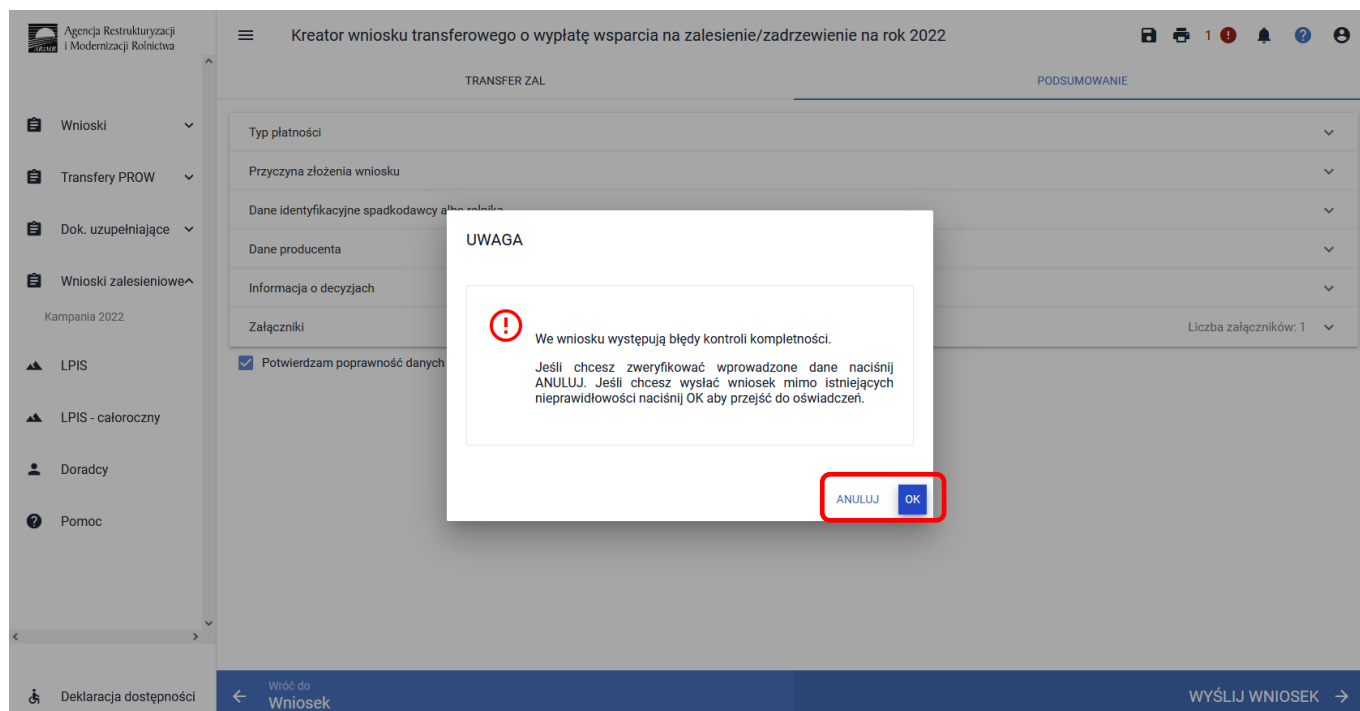 Agencja Restrukturyzacji
i Modernizacji Rolnictwa
ARiMR
Kreator wniosku transferowego o wypłatę wsparcia na zalesienie/zadrzewienie na rok 2022
1
TRANSFER ZAL
PODSUMOWANIE
Wnioski
Transfery PROW
Dok. uzupełniające
Wnioski zalesieniowe
Kampania 2022
LPIS
LPIS - całoroczny
Doradcy
Pomoc
Deklaracja dostępności
Typ płatności
Przyczyna złożenia wniosku
Dane identyfikacyjne spadkodawcy albo rolnika
Dane producenta
Informacja o decyzjach
Załączniki
Liczba załączników: 1
Potwierdzam poprawność danych
UWAGA
We wniosku występują błędy kontroli kompletności.
Jeśli chcesz zweryfikować wprowadzone dane naciśnij
ANULUJ. Jeśli chcesz wysłać wniosek mimo istniejących
nieprawidłowości naciśnij OK aby przejść do oświadczeń.
ANULUJ
OK
Wróć do
Wniosek
WYŚLIJ WNIOSEK